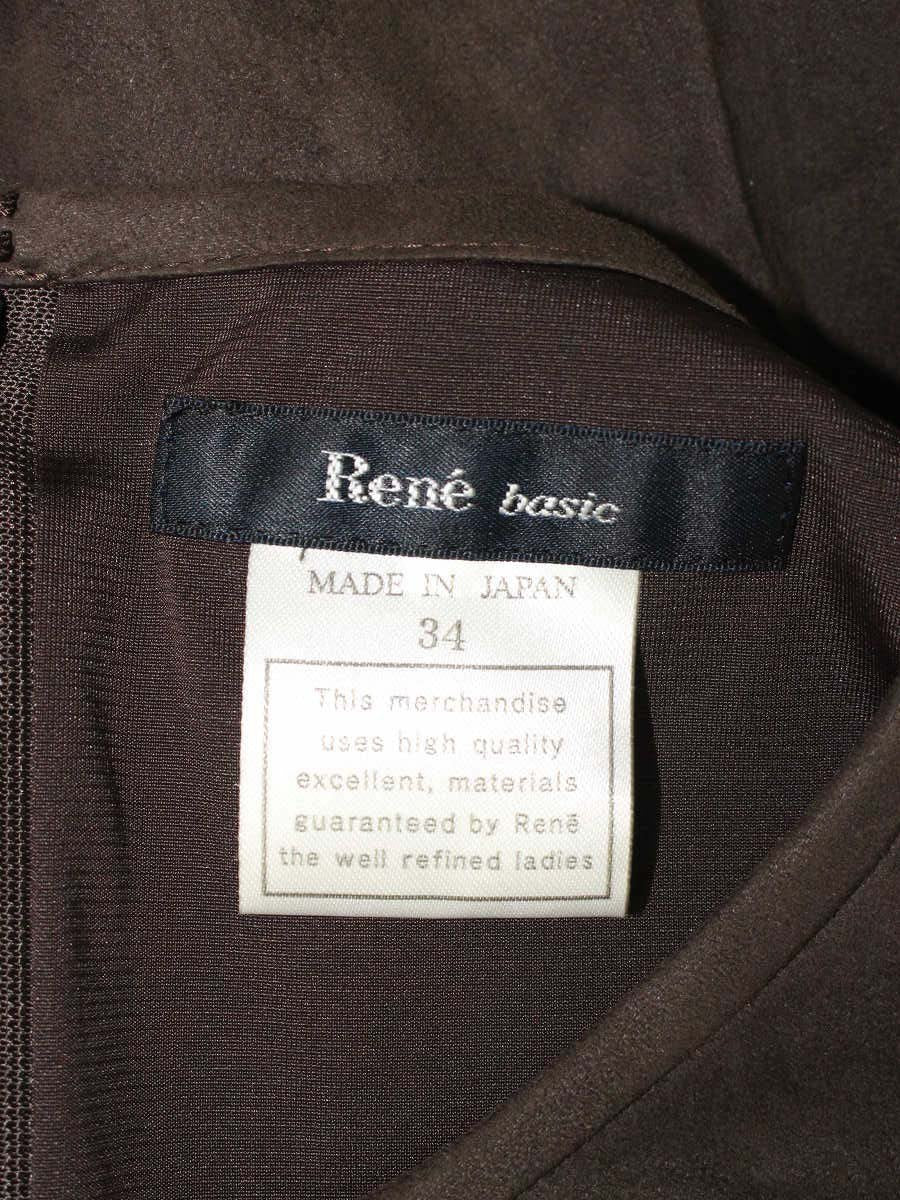 René basic
MADE IN JAPAN
34
This merchandise
uses high quality
excellent, materials
guaranteed by René
the well refined ladies